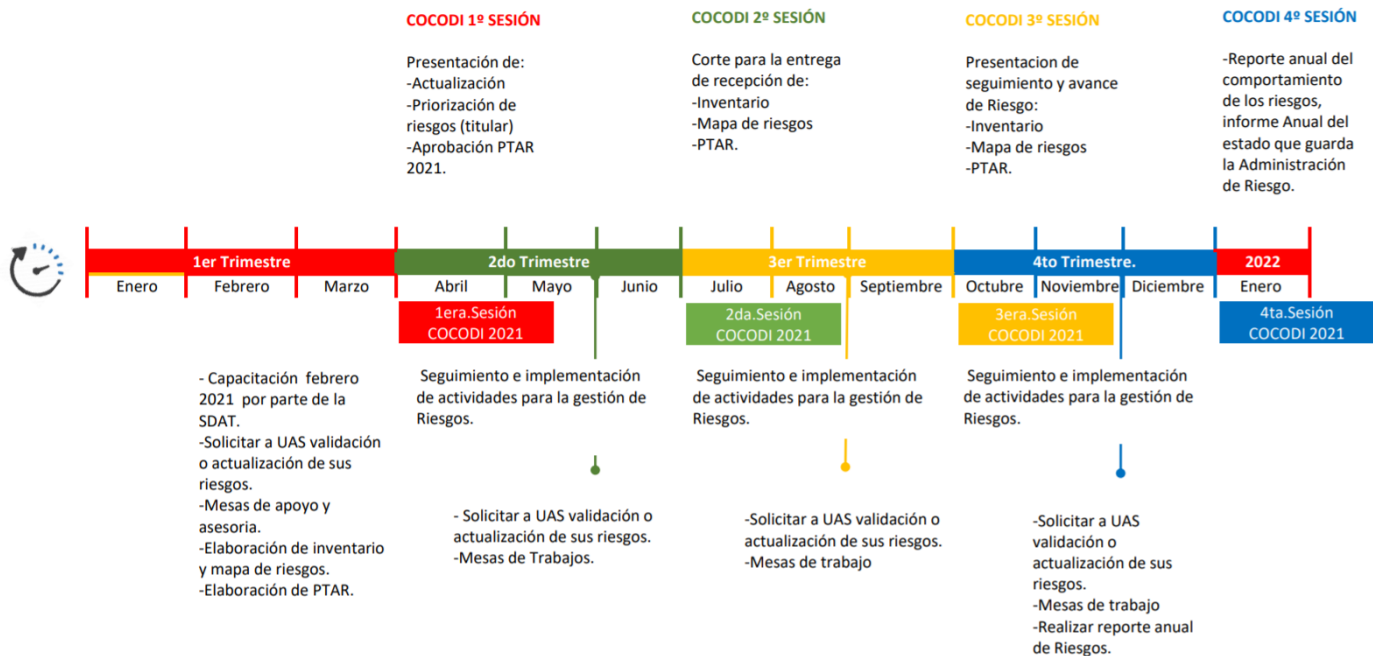 COCODI 1º SESIÓN
Presentación de:
-Actualización
-Priorización de
riesgos (titular)
-Aprobación PTAR
2021.
COCODI 2º SESIÓN
Corte para la entrega
de recepción de:
-Inventario
-Mapa de riesgos
-PTAR.
COCODI 3º SESIÓN
Presentacion de
seguimiento y avance
de Riesgo:
-Inventario
-Mapa de riesgos
-PTAR.
COCODI 4º SESIÓN
-Reporte anual del
comportamiento
de los riesgos,
informe Anual del
estado que guarda
la Administración
de Riesgo.
1er Trimestre
2do Trimestre
3er Trimestre
4to Trimestre.
2022
Enero
Febrero
Marzo
Abril
Mayo
Junio
Julio
Agosto
Septiembre
Octubre
Noviembre
Diciembre
Enero
1era.Sesión
COCODI 2021
2da.Sesión
COCODI 2021
3era.Sesión
COCODI 2021
4ta.Sesión
COCODI 2021
- Capacitación febrero
2021 por parte de la
SDAT.
-Solicitar a UAS validación
o actualización de sus
riesgos.
-Mesas de apoyo y
asesoria.
-Elaboración de inventario
y mapa de riesgos.
-Elaboración de PTAR.
Seguimiento e implementación
de actividades para la gestión de
Riesgos.
- Solicitar a UAS validación o
actualización de sus riesgos.
-Mesas de Trabajos.
Seguimiento e implementación
de actividades para la gestión de
Riesgos.
-Solicitar a UAS validación o
actualización de sus riesgos.
-Mesas de trabajo
Seguimiento e implementación
de actividades para la gestión de
Riesgos.
-Solicitar a UAS
validación o
actualización de sus
riesgos.
-Mesas de trabajo
-Realizar reporte anual
de Riesgos.